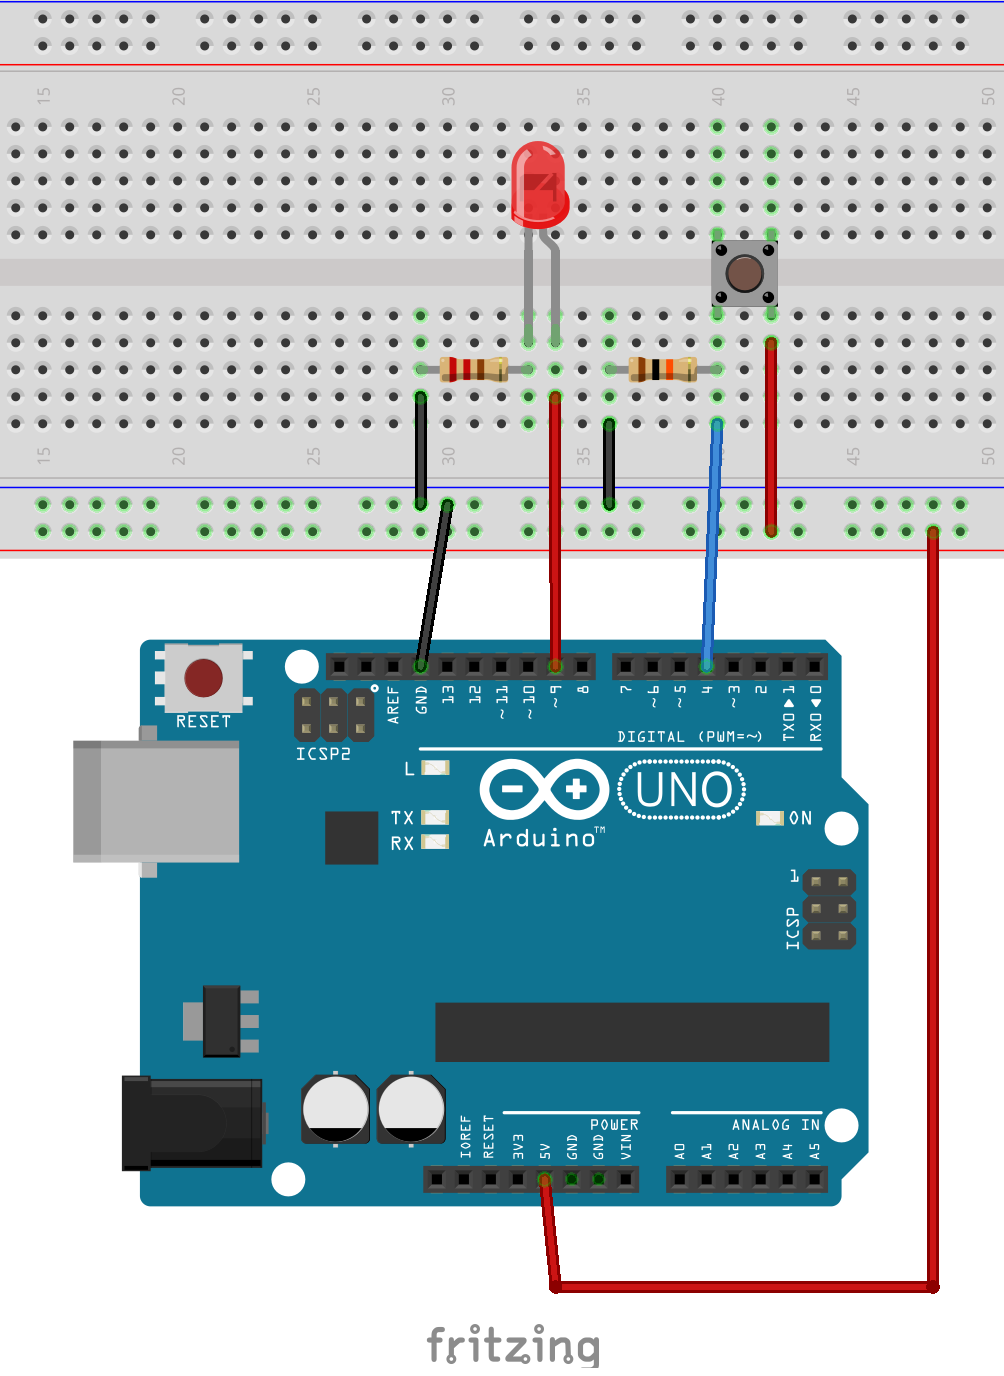 15 20 25 30 35 40 45 50
15 20 25 30 35 45 50
RESET
ICSP2
AREF
GND
13
12
~11
~10
~9
8
7
~6
~5
4
~3
2
TX0▶1
RX0◀0
DIGITAL (PWM=~)
L
TX
RX
Arduino™
UNO
ON
1
ICSP
POWER
ANALOG IN
IOREF
RESET
3V3
5V
GND
GND
VIN
A0
A1
A2
A3
A4
A5
fritzing